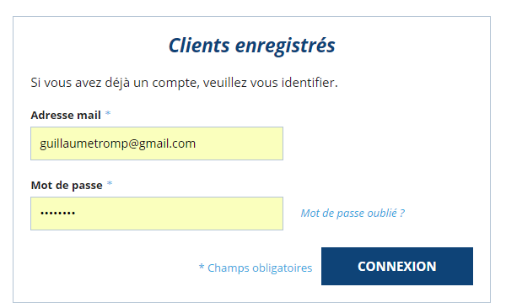 Clients enregistrés
Si vous avez déjà un compte, veuillez vous identifier.
Adresse mail *
guillaumetromp@gmail.com
Mot de passe *
••••••••
Mot de passe oublié ?
* Champs obligatoires
CONNEXION